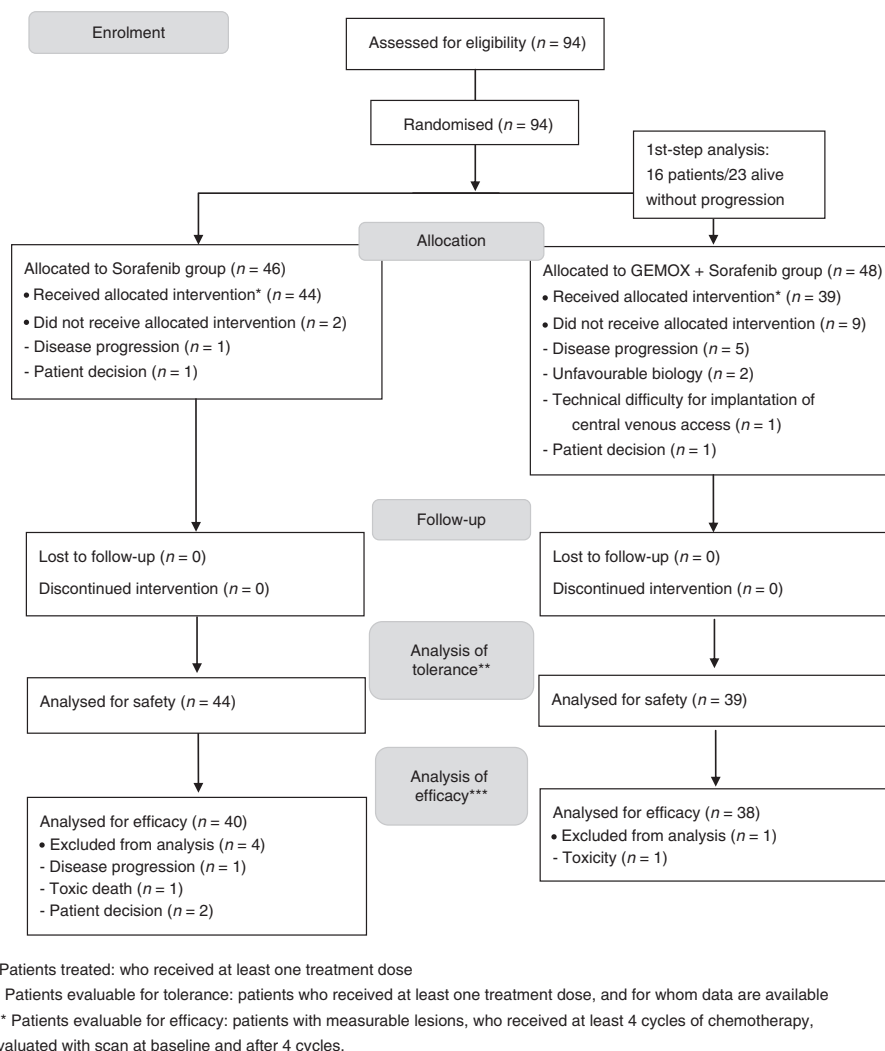 Enrolment
Assessed for eligibility (n = 94)
Randomised (n = 94)
1st-step analysis:
16 patients/23 alive
without progression
Allocation
Allocated to Sorafenib group (n = 46)
• Received allocated intervention* (n = 44)
• Did not receive allocated intervention (n = 2)
- Disease progression (n = 1)
- Patient decision (n = 1)
Allocated to GEMOX + Sorafenib group (n = 48)
• Received allocated intervention* (n = 39)
• Did not receive allocated intervention (n = 9)
- Disease progression (n = 5)
- Unfavourable biology (n = 2)
- Technical difficulty for implantation of
central venous access (n = 1)
- Patient decision (n = 1)
Follow-up
Lost to follow-up (n = 0)
Discontinued intervention (n = 0)
Lost to follow-up (n = 0)
Discontinued intervention (n = 0)
Analysis of
tolerance**
Analysed for safety (n = 44)
Analysed for safety (n = 39)
Analysis of
efficacy***
Analysed for efficacy (n = 40)
• Excluded from analysis (n = 4)
- Disease progression (n = 1)
- Toxic death (n = 1)
- Patient decision (n = 2)
Analysed for efficacy (n = 38)
• Excluded from analysis (n = 1)
- Toxicity (n = 1)
Patients treated: who received at least one treatment dose
Patients evaluable for tolerance: patients who received at least one treatment dose, and for whom data are available
* Patients evaluable for efficacy: patients with measurable lesions, who received at least 4 cycles of chemotherapy,
valuated with scan at baseline and after 4 cycles.